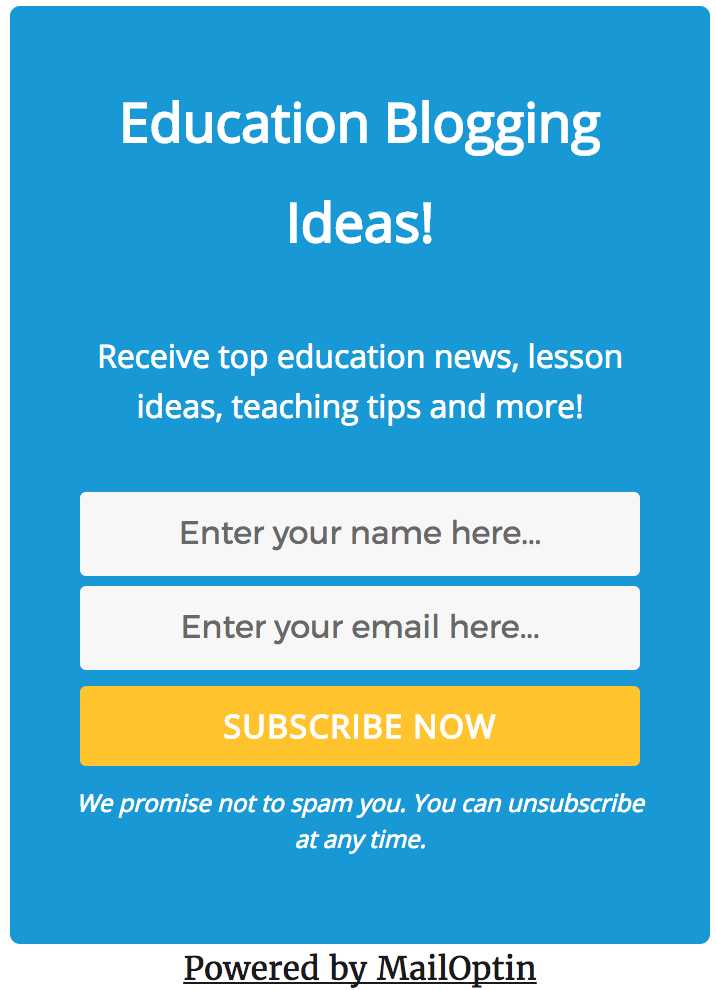 Education Blogging
Ideas!
Receive top education news, lesson
ideas, teaching tips and more!
Enter your name here...
Enter your email here...
SUBSCRIBE NOW
We promise not to spam you. You can unsubscribe
at any time.
Powered by MailOptin